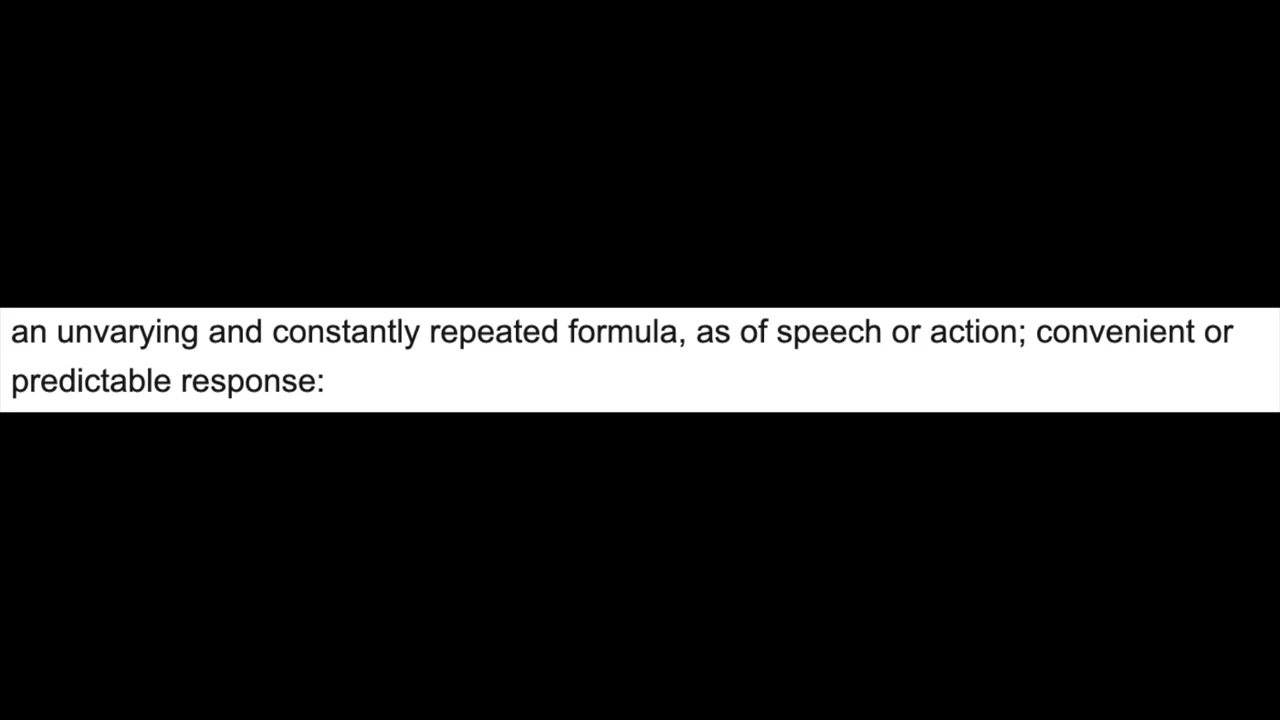 an unvarying and constantly repeated formula, as of speech or action; convenient or
predictable response: